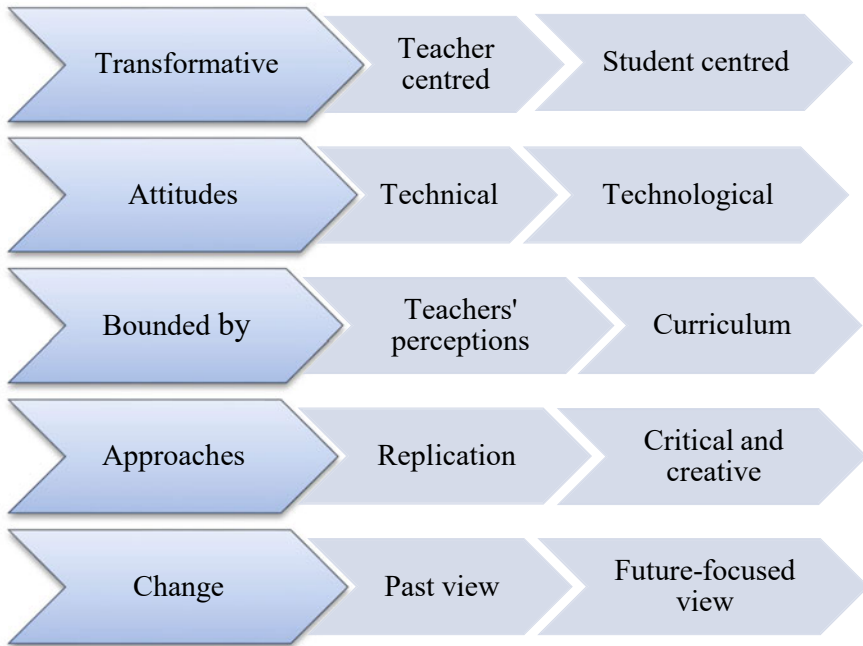 Transformative
Teacher
centred
Student centred
Attitudes
Technical
Technological
Bounded by
Teachers'
perceptions
Curriculum
Approaches
Replication
Critical and
creative
Change
Past view
Future-focused
view